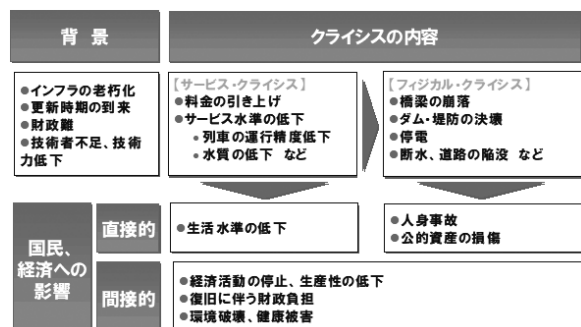 背 景
クライシスの内容
●インフラの老朽化
●更新時期の到来
●財政難
●技術者不足、技術
力低下
【サービス・クライシス】
●料金の引き上げ
●サービス水準の低下
・列車の運行精度低下
・水質の低下 など
【フィジカル・クライシス】
●橋梁の崩落
●ダム・堤防の決壊
●停電
●断水、道路の陥没 など
国民、
経済への
影響
直接的
●生活水準の低下
●人身事故
●公的資産の損傷
間接的
●経済活動の停止、生産性の低下
●復旧に伴う財政負担
●環境破壊、健康被害